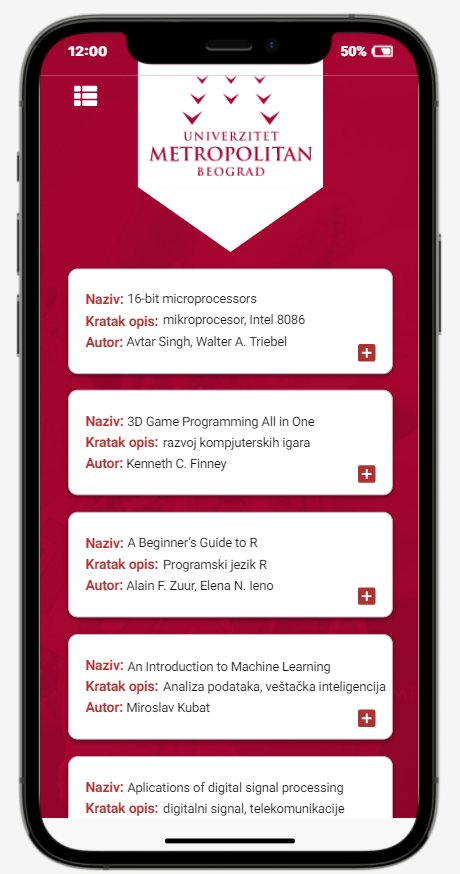 12:00
50%
UNIVERZITET
METROPOLITAN
BEOGRAD
Naziv: 16-bit microprocessors
Kratak opis: mikroprocesor, Intel 8086
Autor: Avtar Singh, Walter A. Triebel
Naziv: 3D Game Programming All in One
Kratak opis: razvoj kompjuterskih igara
Autor: Kenneth C. Finney
Naziv: A Beginner's Guide to R
Kratak opis: Programski jezik R
Autor: Alain F. Zuur, Elena N. Ieno
Naziv: An Introduction to Machine Learning
Kratak opis: Analiza podataka, veštačka inteligencija
Autor: Miroslav Kubat
Naziv: Aplications of digital signal processing
Kratak opis: digitalni signal, telekomunikacije